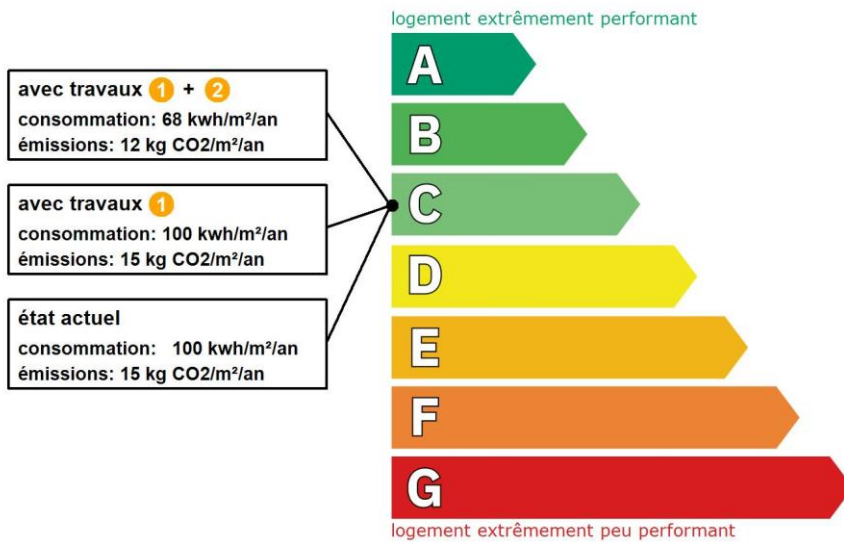 logement extrêmement performant
A
avec travaux 1 + 2
consommation: 68 kwh/m²/an
émissions: 12 kg CO2/m²/an
B
avec travaux 1
consommation: 100 kwh/m²/an
émissions: 15 kg CO2/m²/an
C
D
état actuel
consommation: 100 kwh/m²/an
émissions: 15 kg CO2/m²/an
E
F
G
logement extrêmement peu performant